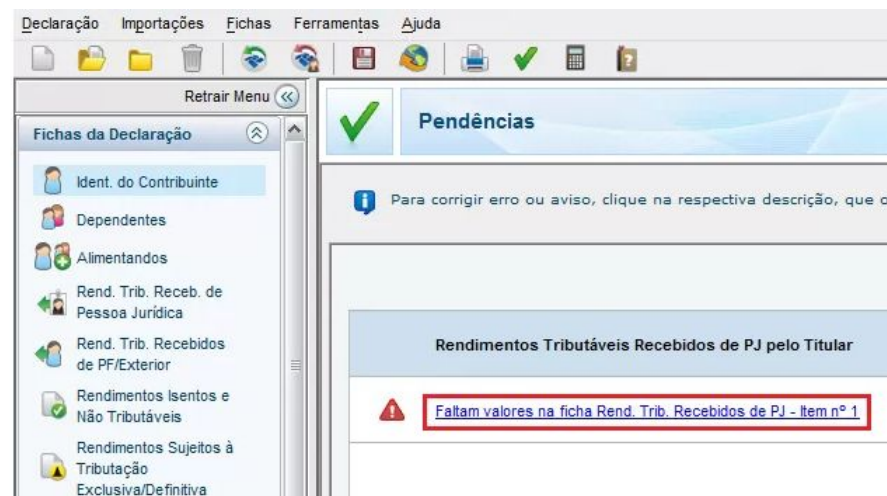 Declaração Importações Fichas Ferramentas Ajuda
Retrair Menu
Fichas da Declaração
Ident. do Contribuinte
Dependentes
Alimentandos
Rend. Trib. Receb. de
Pessoa Jurídica
Rend. Trib. Recebidos
de PF/Exterior
Rendimentos Isentos e
Não Tributáveis
Rendimentos Sujeitos à
Tributação
Exclusiva/Definitiva
Pendências
Para corrigir erro ou aviso, clique na respectiva descrição, que
Rendimentos Tributáveis Recebidos de PJ pelo Titular
Faltam valores na ficha Rend. Trib. Recebidos de PJ - Item nº 1